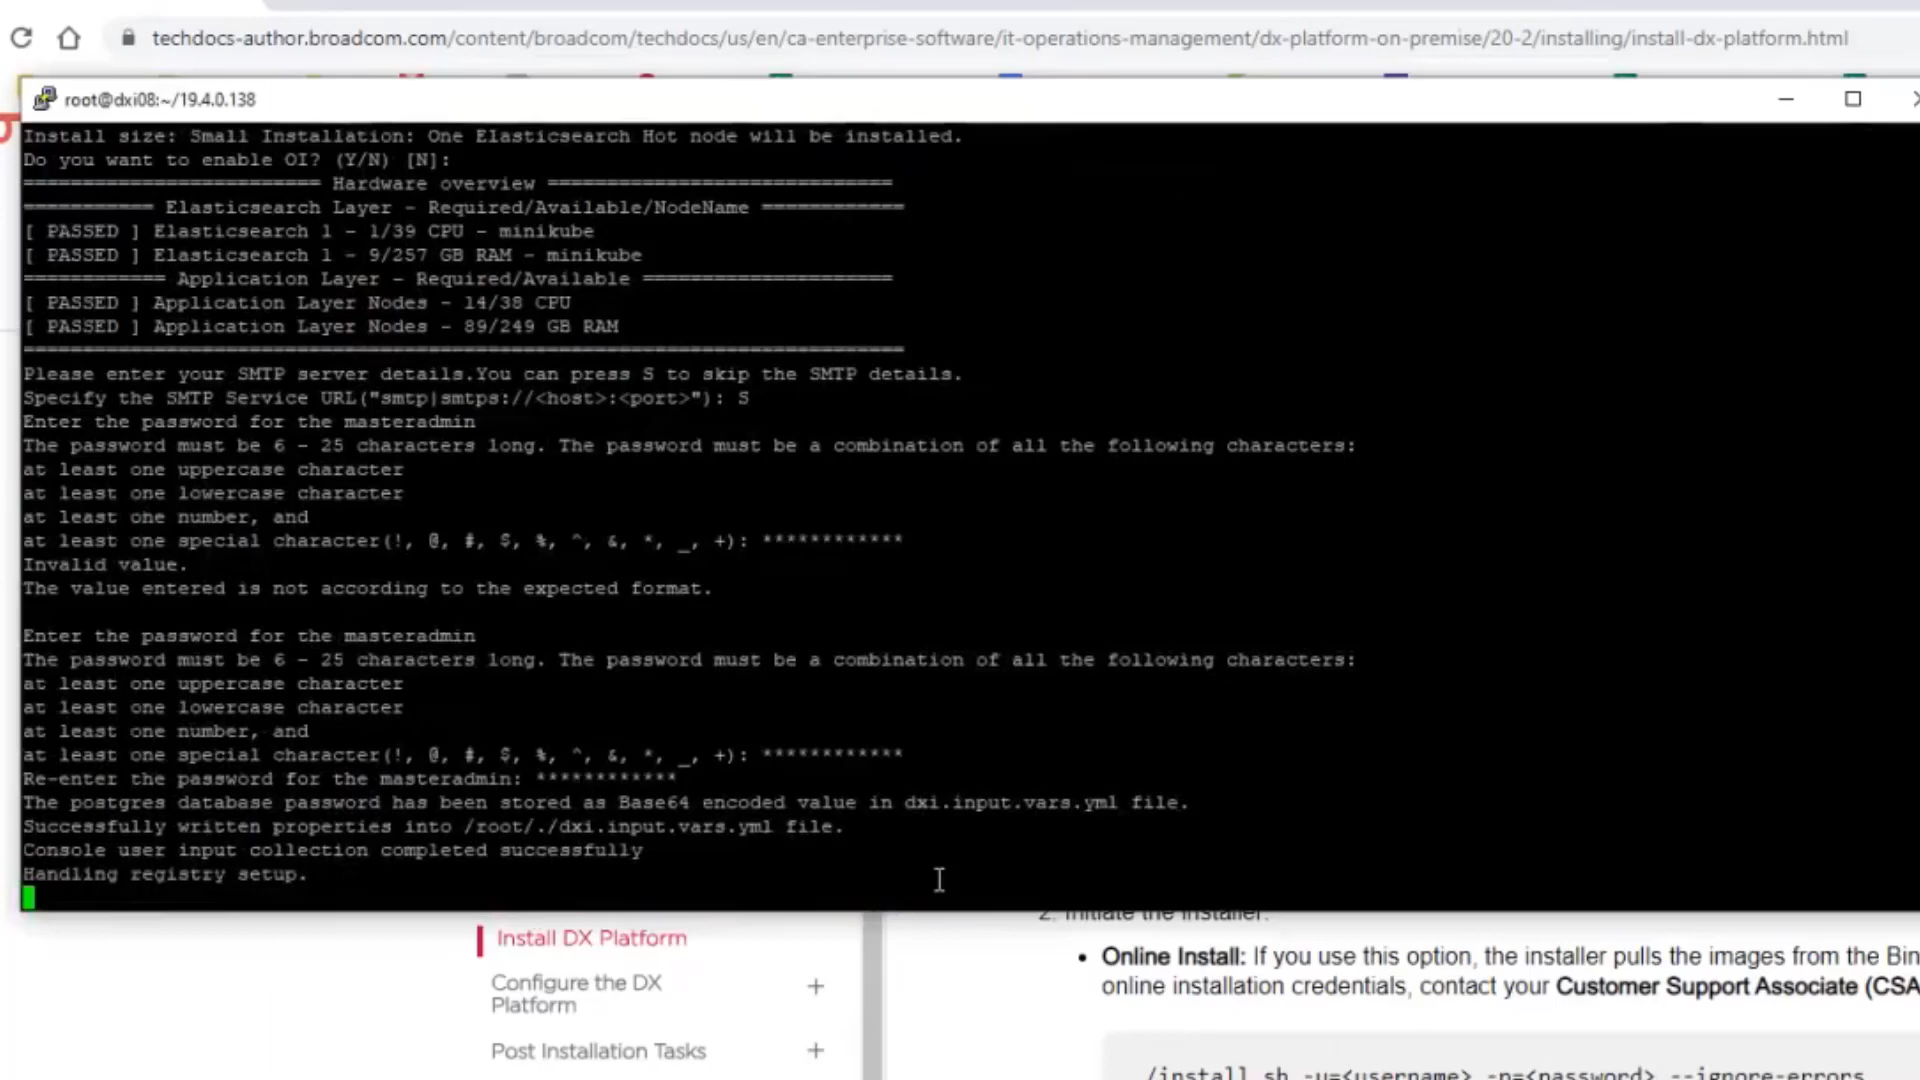 techdocs-author.broadcom.com/content/broadcom/techdocs/us/en/ca-enterprise-software/it-operations-management/dx-platform-on-premise/20-2/installing/install-dx-platform.html
root@dxi08:~/19.4.0.138
Install size: Small Installation: One Elasticsearch Hot node will be installed.
Do you want to enable OI? (Y/N) [N]:
========================= Hardware overview =============================
=========== Elasticsearch Layer - Required/Available/NodeName ============
[ PASSED ] Elasticsearch 1 - 1/39 CPU - minikube
[ PASSED ] Elasticsearch 1 - 9/257 GB RAM - minikube
============ Application Layer - Required/Available =====================
[ PASSED ] Application Layer Nodes - 14/38 CPU
[ PASSED ] Application Layer Nodes - 89/249 GB RAM
==========================================================================
Please enter your SMTP server details.You can press S to skip the SMTP details.
Specify the SMTP Service URL("smtp|smtps://<host>:<port>"): S
Enter the password for the masteradmin
The password must be 6 - 25 characters long. The password must be a combination of all the following characters:
at least one uppercase character
at least one lowercase character
at least one number, and
at least one special character(!, @, #, $, %, ^, &, *, _, +): ************
Invalid value.
The value entered is not according to the expected format.
Enter the password for the masteradmin
The password must be 6 - 25 characters long. The password must be a combination of all the following characters:
at least one uppercase character
at least one lowercase character
at least one number, and
at least one special character(!, @, #, $, %, ^, &, *, _, +): ************
Re-enter the password for the masteradmin: ************
The postgres database password has been stored as Base64 encoded value in dxi.input.vars.yml file.
Successfully written properties into /root/./dxi.input.vars.yml file.
Console user input collection completed successfully
Handling registry setup.
Install DX Platform
Configure the DX
Platform
+
Post Installation Tasks
+
2. Initiate the installer.
• Online Install: If you use this option, the installer pulls the images from the Bin
online installation credentials, contact your Customer Support Associate (CSA
/install.sh -u=<username> -p=<password> --ignore-errors